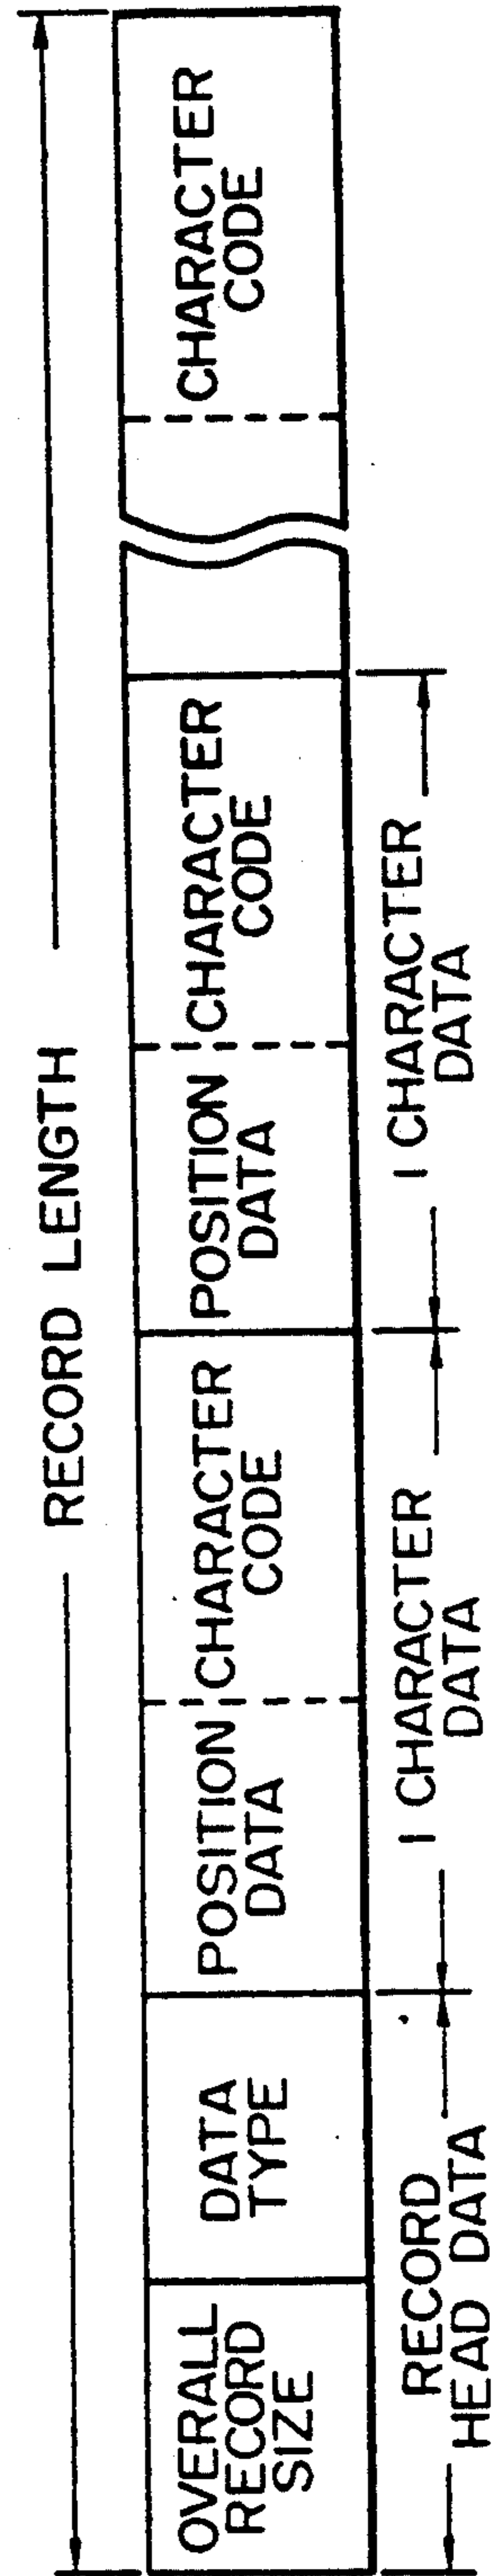 RECORD LENGTH
OVERALL
RECORD
SIZE
DATA
TYPE
POSITION
DATA
CHARACTER
CODE
POSITION
DATA
CHARACTER
CODE
CHARACTER
CODE
RECORD
HEAD DATA
1 CHARACTER
DATA
1 CHARACTER
DATA